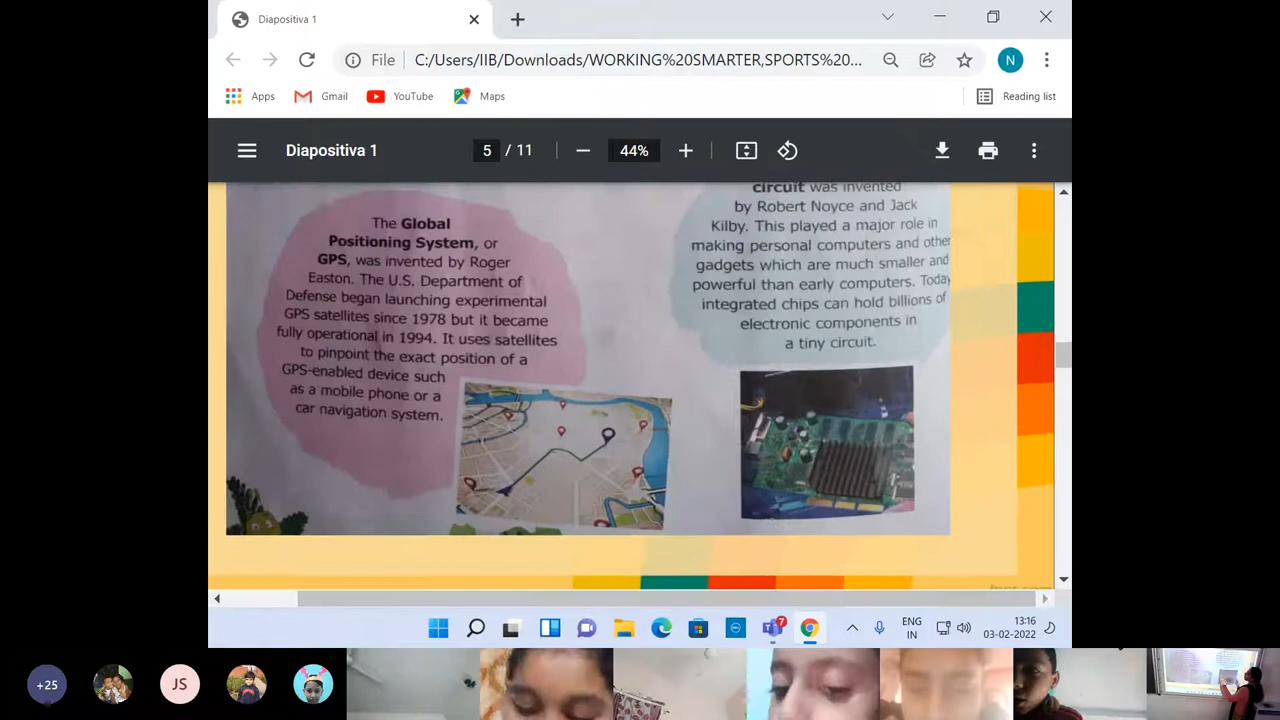 Diapositiva 1
File
C:/Users/IIB/Downloads/WORKING%20SMARTER,SPORTS%20...
N
Apps
Gmail
YouTube
Maps
Reading list
Diapositiva 1
5 / 11
44%
The Global
Positioning System, or
GPS, was invented by Roger
Easton. The U.S. Department of
Defense began launching experimental
GPS satellites since 1978 but it became
fully operational in 1994. It uses satellites
to pinpoint the exact position of a
GPS-enabled device such
as a mobile phone or a
car navigation system.
circuit was invented
by Robert Noyce and Jack
Kilby. This played a major role in
making personal computers and other
gadgets which are much smaller and
powerful than early computers. Today
integrated chips can hold billions of
electronic components in
a tiny circuit.
7
ENG
IN
13:16
03-02-2022
+25
JS